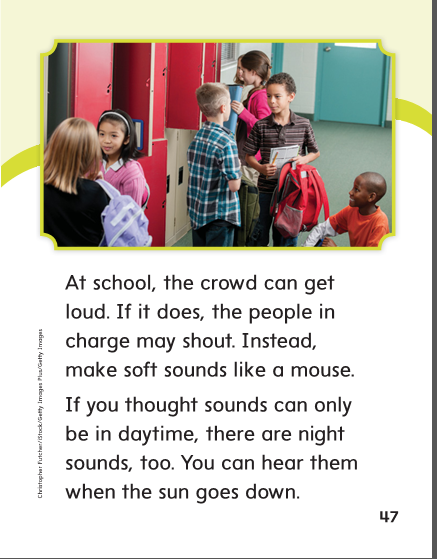 At school, the crowd can get
loud. If it does, the people in
charge may shout. Instead,
make soft sounds like a mouse.
If you thought sounds can only
be in daytime, there are night
sounds, too. You can hear them
when the sun goes down.
Christopher Futcher/iStock/Getty Images Plus/Getty Images
47